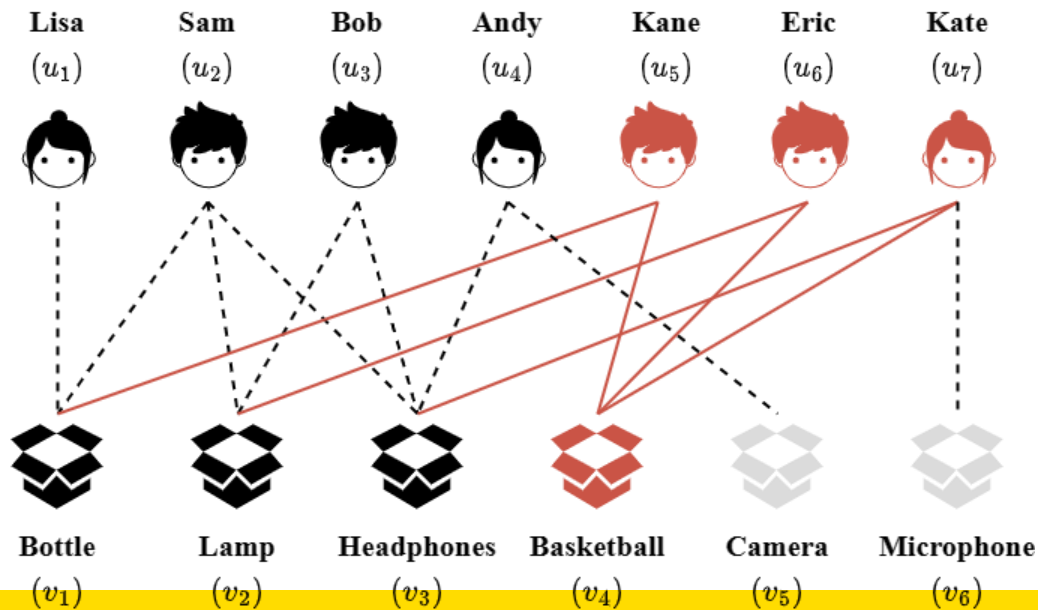 Lisa Sam Bob Andy Kane Eric Kate
(u₁) (u₂) (u₃) (u₄) (u₅) (u₆) (u₇)
Bottle Lamp Headphones Basketball Camera Microphone
(v₁) (v₂) (v₃) (v₄) (v₅) (v₆)